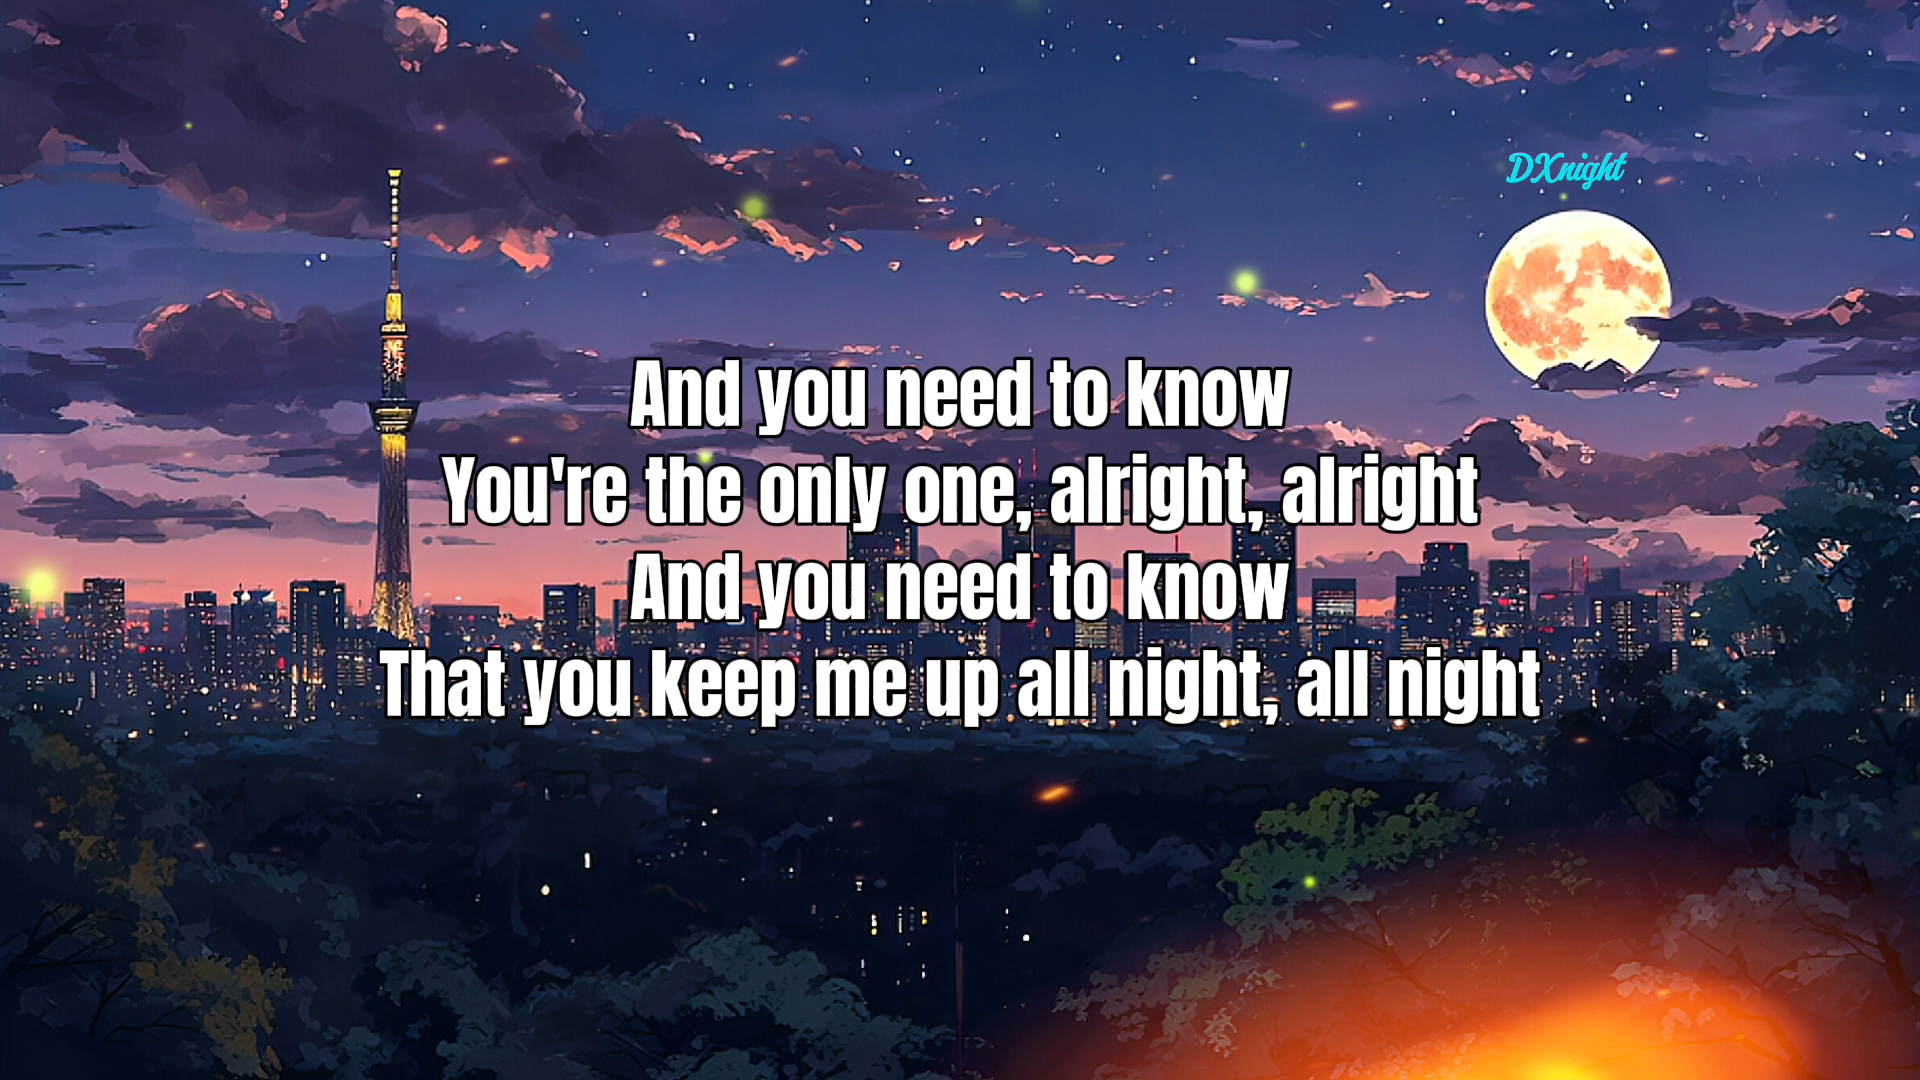 DXnight
And you need to know
You're the only one, alright, alright
And you need to know
That you keep me up all night, all night